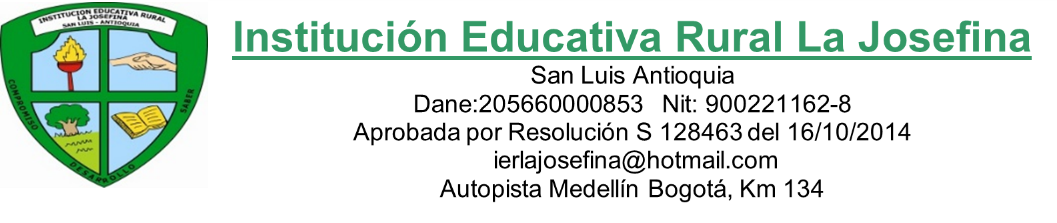 INSTITUCION EDUCATIVA RURAL
LA JOSEFINA
SAN LUIS - ANTIOQUIA
COMPROMISO
SABER
DESARROLLO
Institución Educativa Rural La Josefina
San Luis Antioquia
Dane:205660000853 Nit: 900221162-8
Aprobada por Resolución S 128463 del 16/10/2014
ierlajosefina@hotmail.com
Autopista Medellín Bogotá, Km 134